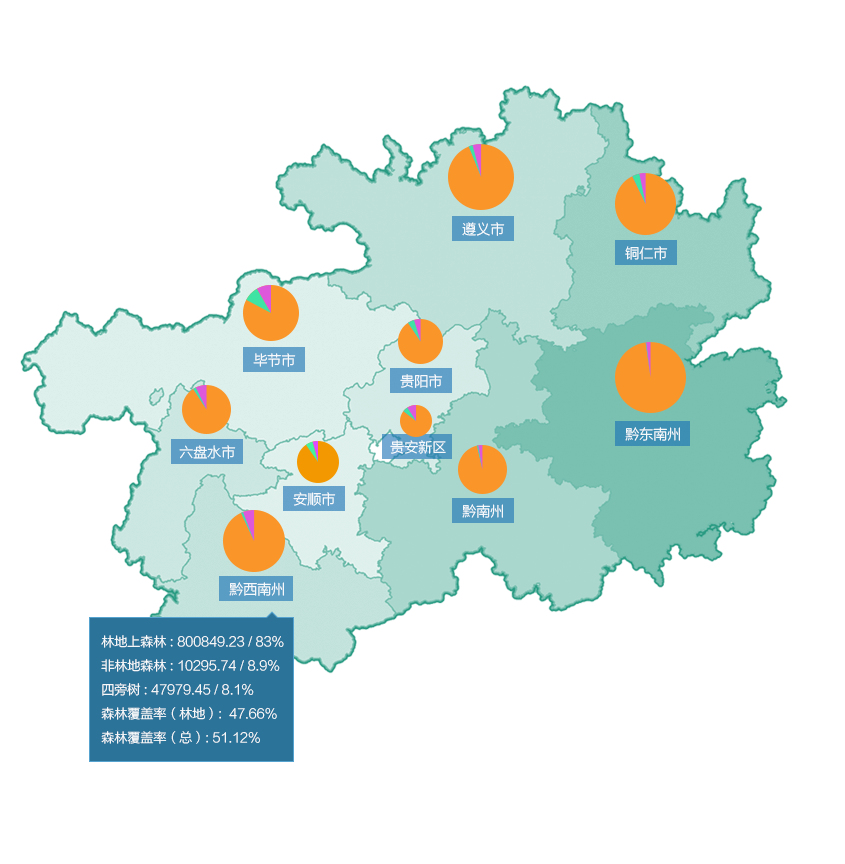 遵义市
铜仁市
毕节市
贵阳市
六盘水市
贵安新区
黔东南州
安顺市
黔南州
黔西南州
林地上森林 : 800849.23 / 83%
非林地森林 : 10295.74 / 8.9%
四旁树 : 47979.45 / 8.1%
森林覆盖率（林地）: 47.66%
森林覆盖率（总）: 51.12%